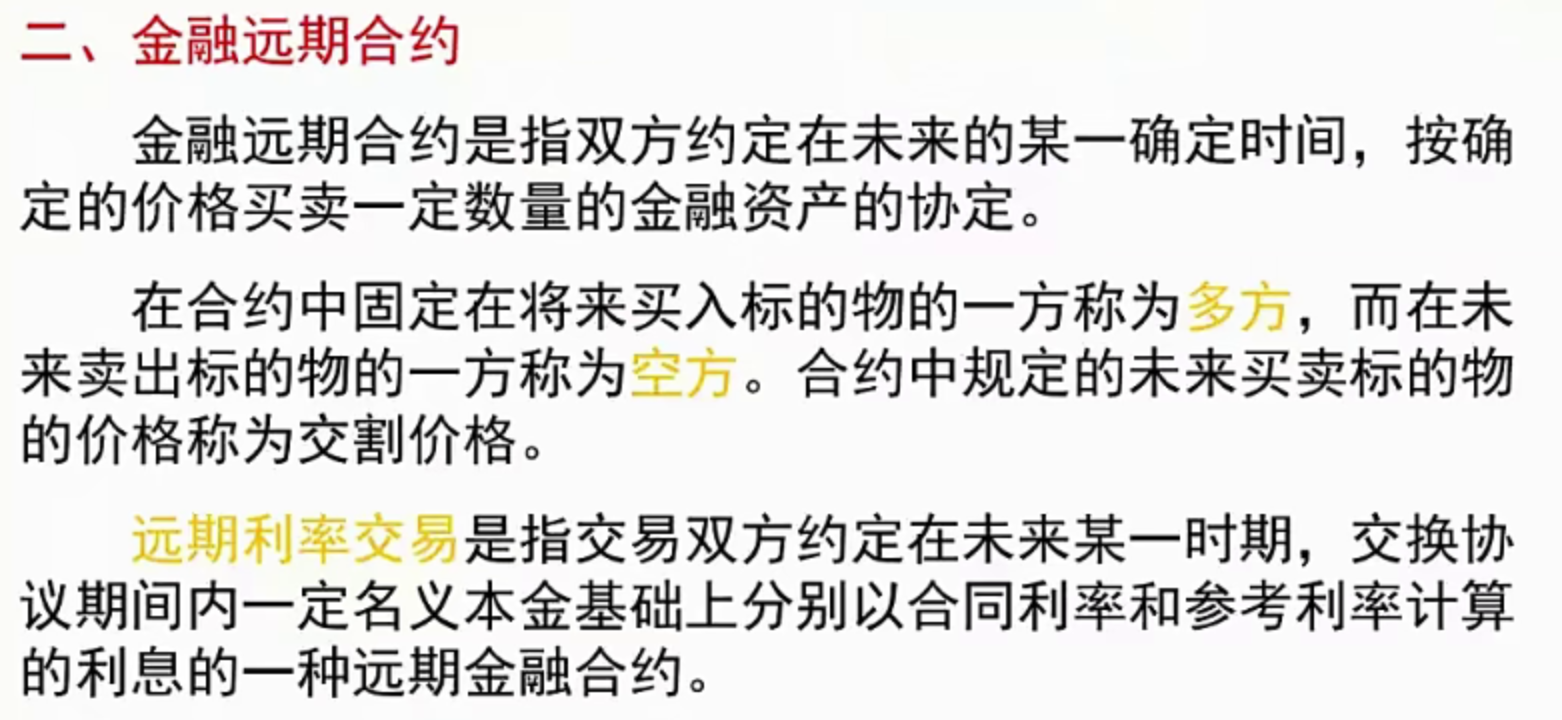 二、金融远期合约
金融远期合约是指双方约定在未来的某一确定时间，按确
定的价格买卖一定数量的金融资产的协定。
在合约中固定在将来买入标的物的一方称为多方，而在未
来卖出标的物的一方称为空方。合约中规定的未来买卖标的物
的价格称为交割价格。
远期利率交易是指交易双方约定在未来某一时期，交换协
议期间内一定名义本金基础上分别以合同利率和参考利率计算
的利息的一种远期金融合约。